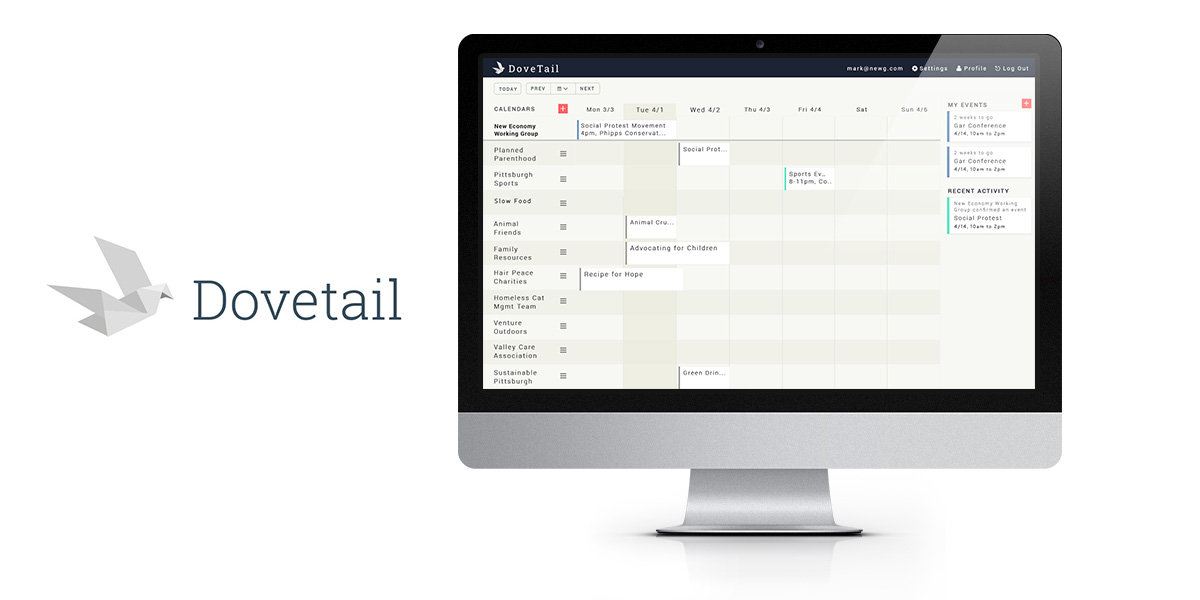 Dovetail
DoveTail
mark@newg.com Settings Profile Log Out
TODAY PREV NEXT
CALENDARS Mon 3/3 Tue 4/1 Wed 4/2 Thu 4/3 Fri 4/4 Sat Sun 4/6
New Economy
Working Group
Social Protest Movement
4pm, Phipps Conservat...
Planned
Parenthood
Social Prot...
Pittsburgh
Sports
Sports Ev...
8-11pm, Co...
Slow Food
Animal
Friends
Animal Cru...
Family
Resources
Advocating for Children
Hair Peace
Charities
Recipe for Hope
Homeless Cat
Mgmt Team
Venture
Outdoors
Valley Care
Association
Sustainable
Pittsburgh
Green Drin...
MY EVENTS
2 weeks to go
Gar Conference
4/14, 10am to 2pm
2 weeks to go
Gar Conference
4/14, 10am to 2pm
RECENT ACTIVITY
New Economy Working
Group confirmed an event
Social Protest
4/14, 10am to 2pm